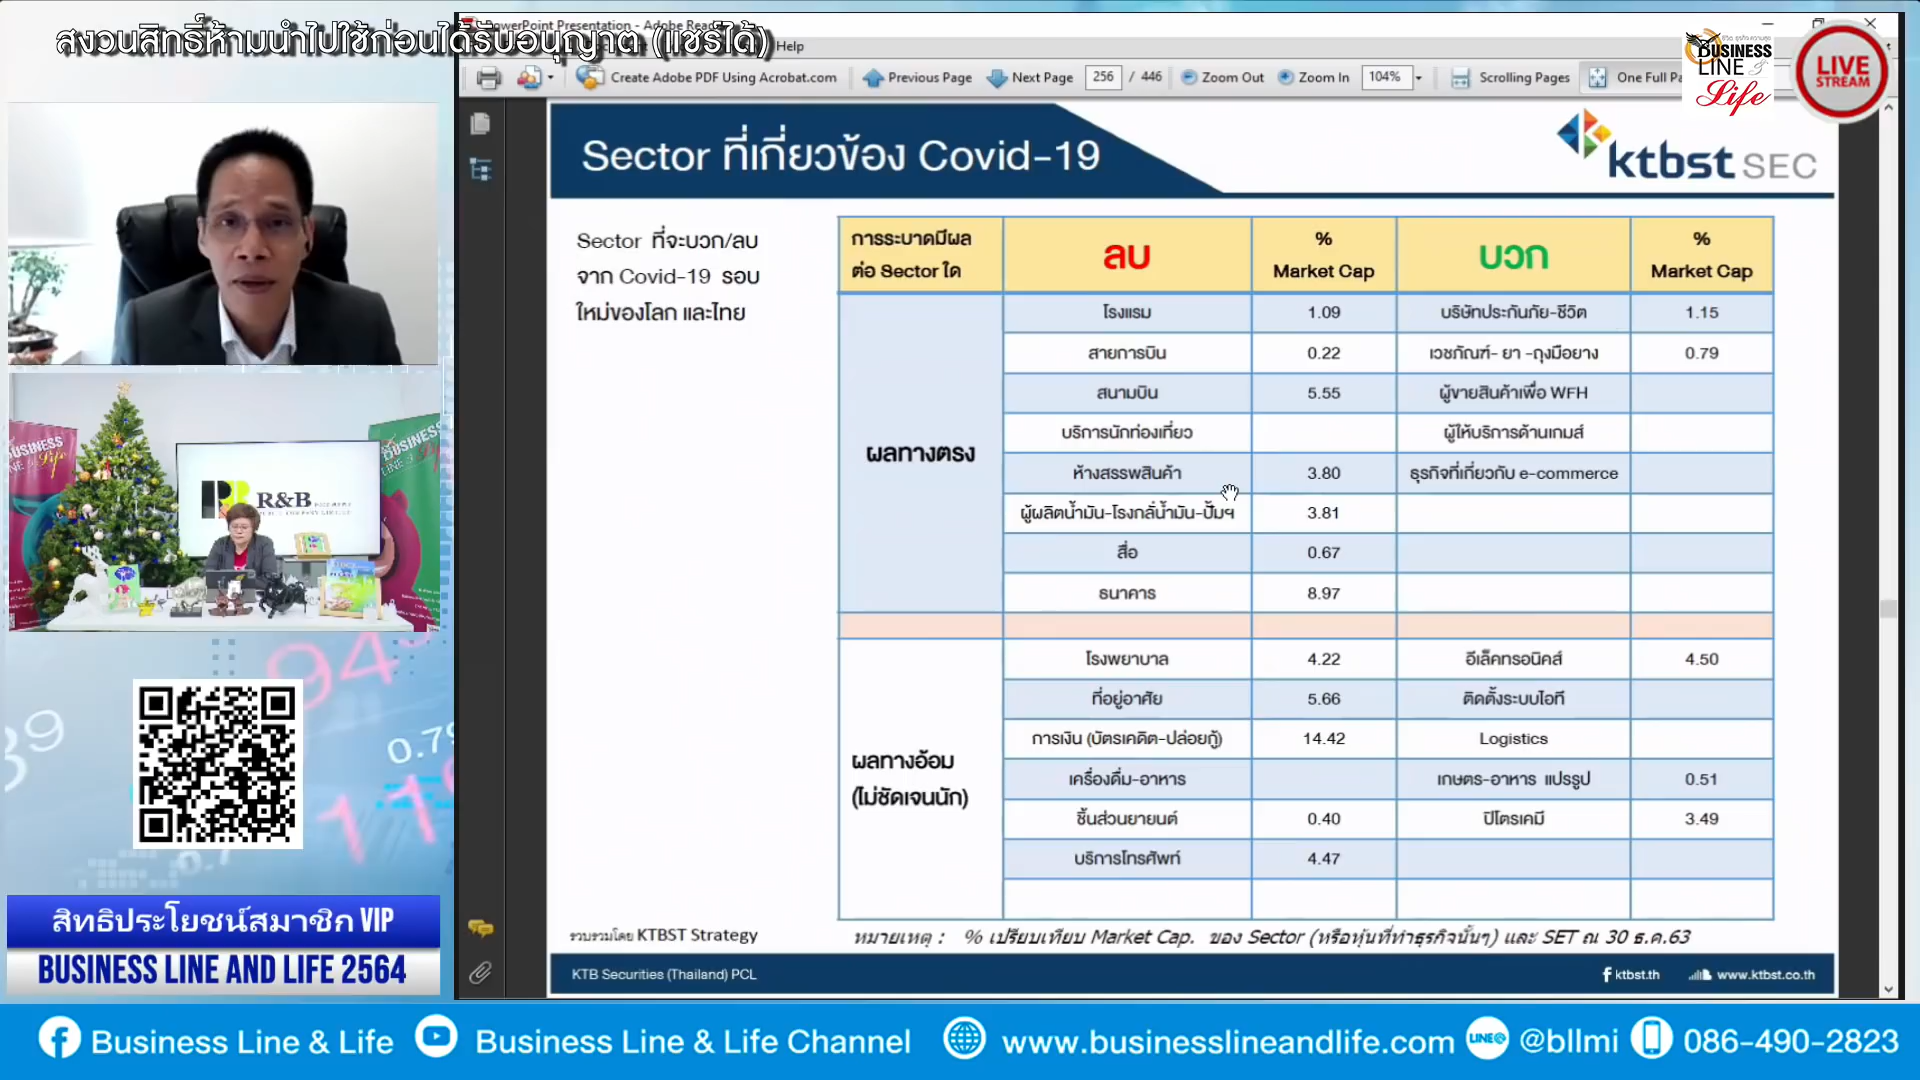 สงวนสิทธิ์ห้ามนำไปใช้ก่อนได้รับอนุญาต (แชร์ได้)
PowerPoint Presentation - Adobe Reader
Help
Create Adobe PDF Using Acrobat.com
Previous Page
Next Page
256 / 446
Zoom Out
Zoom In
104%
Scrolling Pages
One Full
BUSINESS
LINE &
Life
LIVE
STREAM
Sector ที่เกี่ยวข้อง Covid-19
ktbst SEC
Sector ที่จะบวก/ลบ
จาก Covid-19 รอบ
ใหม่ของโลก และไทย
การระบาดมีผล
ต่อ Sector ใด
ลบ
%
Market Cap
บวก
%
Market Cap
ผลทางตรง
โรงแรม 1.09 บริษัทประกันภัย-ชีวิต 1.15
สายการบิน 0.22 เวชภัณฑ์- ยา -ถุงมือยาง 0.79
สนามบิน 5.55 ผู้ขายสินค้าเพื่อ WFH
บริการนักท่องเที่ยว ผู้ให้บริการด้านเกมส์
ห้างสรรพสินค้า 3.80 ธุรกิจที่เกี่ยวกับ e-commerce
ผู้ผลิตน้ำมัน-โรงกลั่น้ำมัน-ปั๊มฯ 3.81
สื่อ 0.67
ธนาคาร 8.97
ผลทางอ้อม
(ไม่ชัดเจนนัก)
โรงพยาบาล 4.22 อีเล็คทรอนิคส์ 4.50
ที่อยู่อาศัย 5.66 ติดตั้งระบบไอที
การเงิน (บัตรเคดิต-ปล่อยกู้) 14.42 Logistics
เครื่องดื่ม-อาหาร เกษตร-อาหาร แปรรูป 0.51
ชิ้นส่วนยายนต์ 0.40 ปิโตรเคมี 3.49
บริการโทรศัพท์ 4.47
รวบรวมโดย KTBST Strategy
หมายเหตุ : % เปรียบเทียบ Market Cap. ของ Sector (หรือหุ้นที่ทำธุรกิจนั้นๆ) และ SET ณ 30 ธ.ค.63
KTB Securities (Thailand) PCL
ktbst.th
www.ktbst.co.th
R&B
สิทธิประโยชน์สมาชิก VIP
BUSINESS LINE AND LIFE 2564
Business Line & Life
Business Line & Life Channel
www.businesslineandlife.com
LINE@
@bllmi
086-490-2823